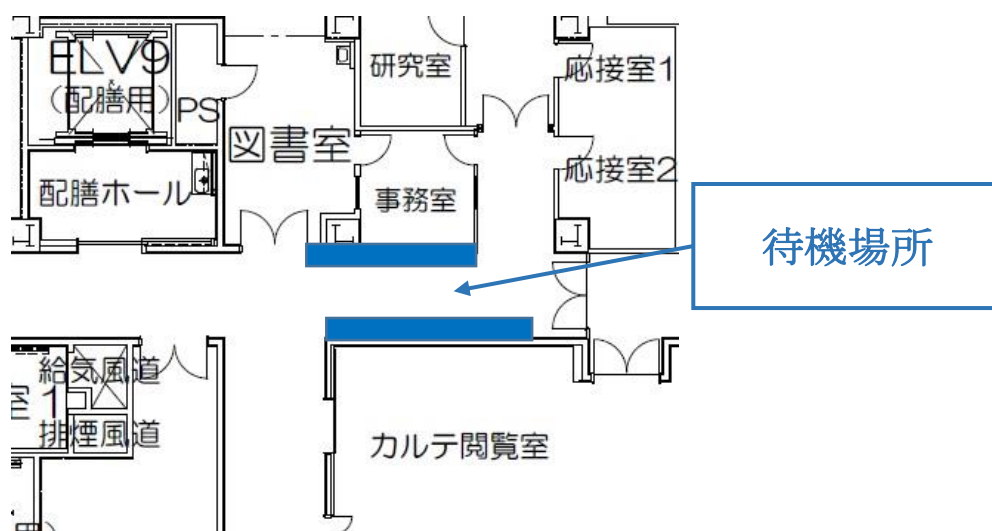 ELV9
(配膳用)
PS
研究室
応接室1
図書室
応接室2
配膳ホール
事務室
待機場所
給気風道
室1
排煙風道
カルテ閲覧室